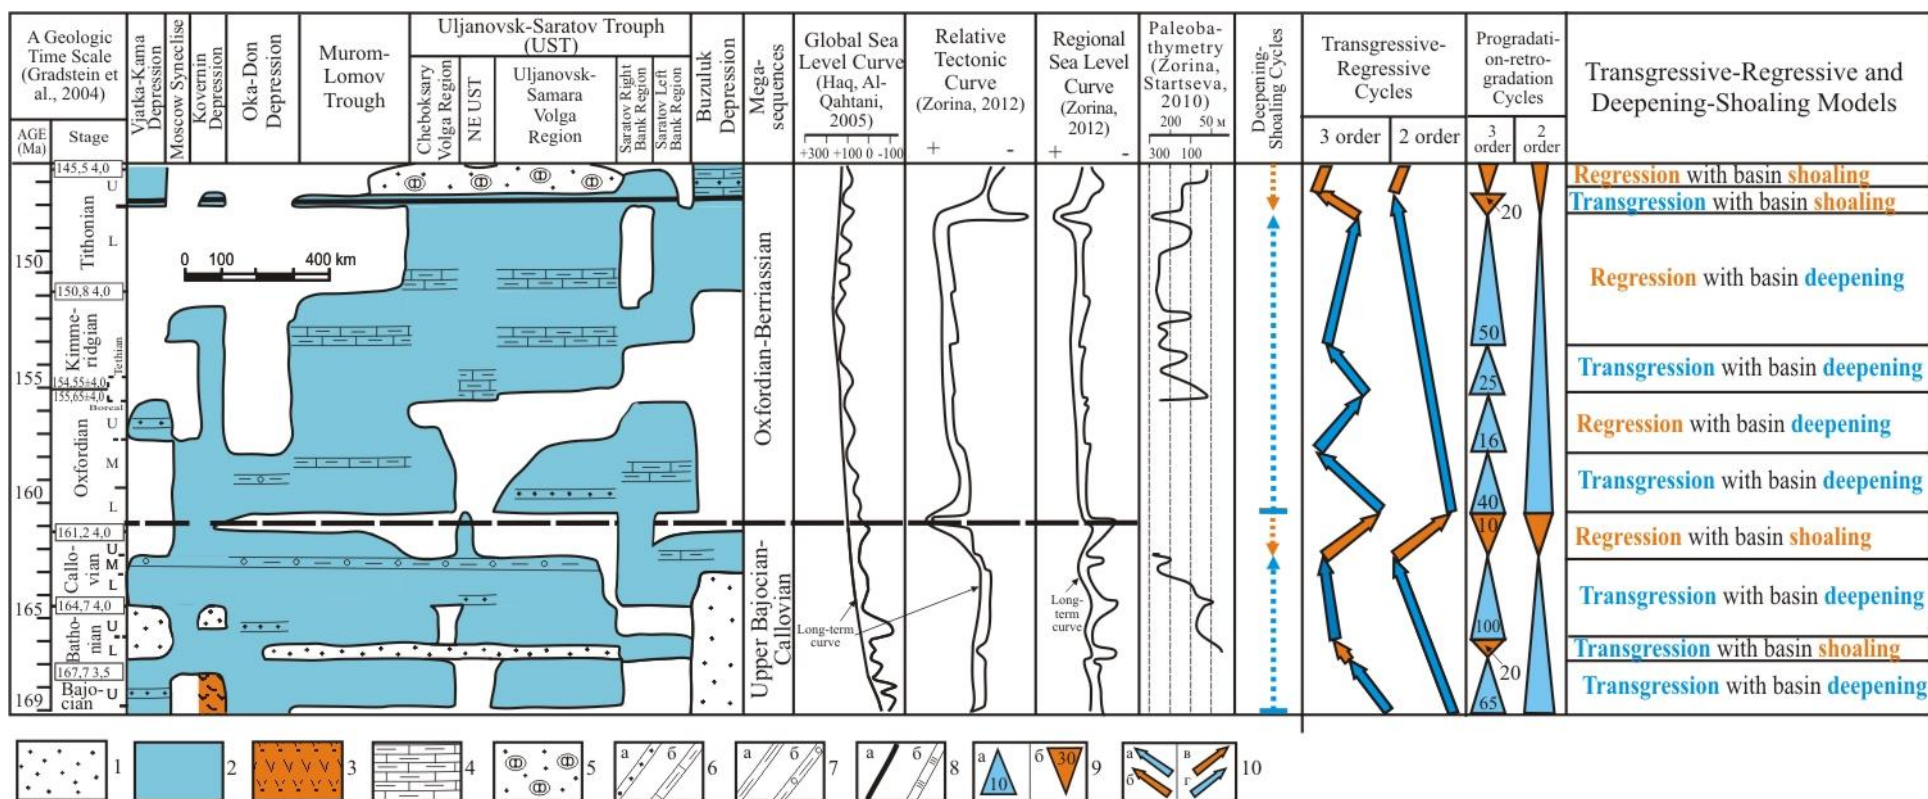 A Geologic
Time Scale
(Gradstein et
al., 2004)
AGE
(Ma)
Stage
Vjatka-Kama
Depression
Moscow Syneclise
Kovernin
Depression
Oka-Don
Depression
Murom-
Lomov
Trough
Uljanovsk-Saratov Trouph
(UST)
Cheboksary
Volga Region
NE UST
Uljanovsk-
Samara
Volga
Region
Saratov Right
Bank Region
Saratov Left
Bank Region
Buzuluk
Depression
Mega-
sequences
Global Sea
Level Curve
(Haq, Al-
Qahtani,
2005)
+300 +100 0 -100
Relative
Tectonic
Curve
(Zorina, 2012)
+ -
Regional
Sea Level
Curve
(Zorina,
2012)
+ -
Paleoba-
thymetry
(Zorina,
Startseva,
2010)
200 50 м
300 100
Deepening-
Shoaling Cycles
Transgressive-
Regressive
Cycles
3 order
2 order
Progradati-
on-retro-
gradation
Cycles
3
order
2
order
Transgressive-Regressive and
Deepening-Shoaling Models
145,5 4,0
U
Tithonian
L
150
150,8 4,0
Kimme-
ridgian
Tethian
155
154,55±4,0
155,65±4,0
Boreal
U
Oxfordian
M
160
L
161,2 4,0
U
Callo-
vian
M
L
165
164,7 4,0
Batho-
nian
U
L
167,7 3,5
Bajo-
cian
U
169
0 100 400 km
Oxfordian-Berriassian
Upper Bajocian-
Callovian
Long-term
curve
Long-
term
curve
20
50
25
16
40
10
100
20
65
Regression with basin shoaling
Transgression with basin shoaling
Regression with basin deepening
Transgression with basin deepening
Regression with basin deepening
Transgression with basin deepening
Regression with basin shoaling
Transgression with basin deepening
Transgression with basin shoaling
Transgression with basin deepening
1
2
3
4
5
а б 6
а б 7
а б 8
а 10 б 30 9
а в 10
б г